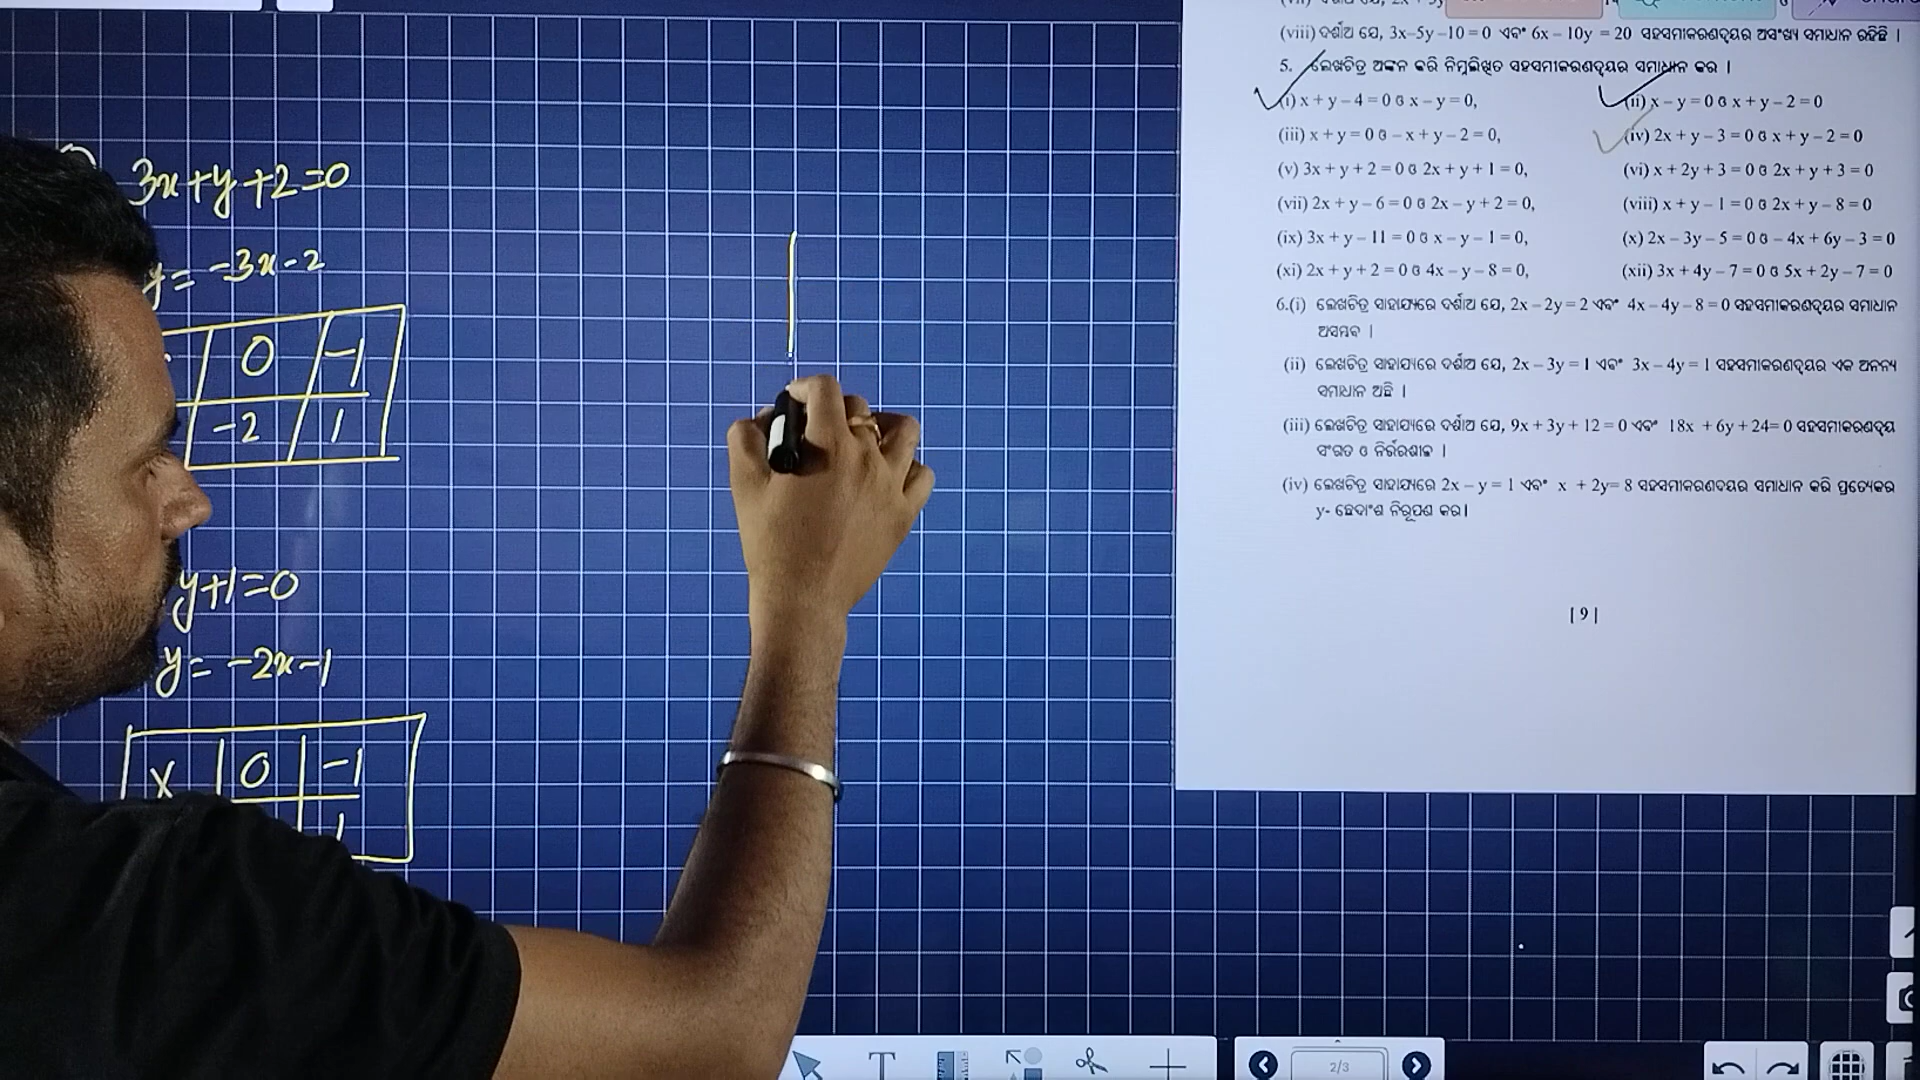 3x+y+2=0
y= -3x-2
0 -1
-2 1
y+1=0
y= -2x-1
x 0 -1
1
(viii) ଦର୍ଶାଅ ଯେ, 3x–5y –10 = 0 ଏବଂ 6x – 10y = 20 ସହସମୀକରଣଦ୍ୱୟର ଅସଂଖ୍ୟ ସମାଧାନ ରହିଛି ।
5. ଲେଖଚିତ୍ର ଅଙ୍କନ କରି ନିମ୍ନଲିଖିତ ସହସମୀକରଣଦ୍ୱୟର ସମାଧାନ କର ।
(i) x + y – 4 = 0 ଓ x – y = 0, (ii) x – y = 0 ଓ x + y – 2 = 0
(iii) x + y = 0 ଓ – x + y – 2 = 0, (iv) 2x + y – 3 = 0 ଓ x + y – 2 = 0
(v) 3x + y + 2 = 0 ଓ 2x + y + 1 = 0, (vi) x + 2y + 3 = 0 ଓ 2x + y + 3 = 0
(vii) 2x + y – 6 = 0 ଓ 2x – y + 2 = 0, (viii) x + y – 1 = 0 ଓ 2x + y – 8 = 0
(ix) 3x + y – 11 = 0 ଓ x – y – 1 = 0, (x) 2x – 3y – 5 = 0 ଓ – 4x + 6y – 3 = 0
(xi) 2x + y + 2 = 0 ଓ 4x – y – 8 = 0, (xii) 3x + 4y – 7 = 0 ଓ 5x + 2y – 7 = 0
6.(i) ଲେଖଚିତ୍ର ସାହାଯ୍ୟରେ ଦର୍ଶାଅ ଯେ, 2x – 2y = 2 ଏବଂ 4x – 4y – 8 = 0 ସହସମୀକରଣଦ୍ୱୟର ସମାଧାନ
ଅସମ୍ଭବ ।
(ii) ଲେଖଚିତ୍ର ସାହାଯ୍ୟରେ ଦର୍ଶାଅ ଯେ, 2x – 3y = 1 ଏବଂ 3x – 4y = 1 ସହସମୀକରଣଦ୍ୱୟର ଏକ ଅନନ୍ୟ
ସମାଧାନ ଅଛି ।
(iii) ଲେଖଚିତ୍ର ସାହାଯ୍ୟରେ ଦର୍ଶାଅ ଯେ, 9x + 3y + 12 = 0 ଏବଂ 18x + 6y + 24= 0 ସହସମୀକରଣଦ୍ୱୟ
ସଂଗତ ଓ ନିର୍ଭରଶୀଳ ।
(iv) ଲେଖଚିତ୍ର ସାହାଯ୍ୟରେ 2x – y = 1 ଏବଂ x + 2y= 8 ସହସମୀକରଣଦ୍ୱୟର ସମାଧାନ କରି ପ୍ରତ୍ୟେକର
y- ଛେଦାଂଶ ନିରୂପଣ କର।
[ 9 ]
T 2/3